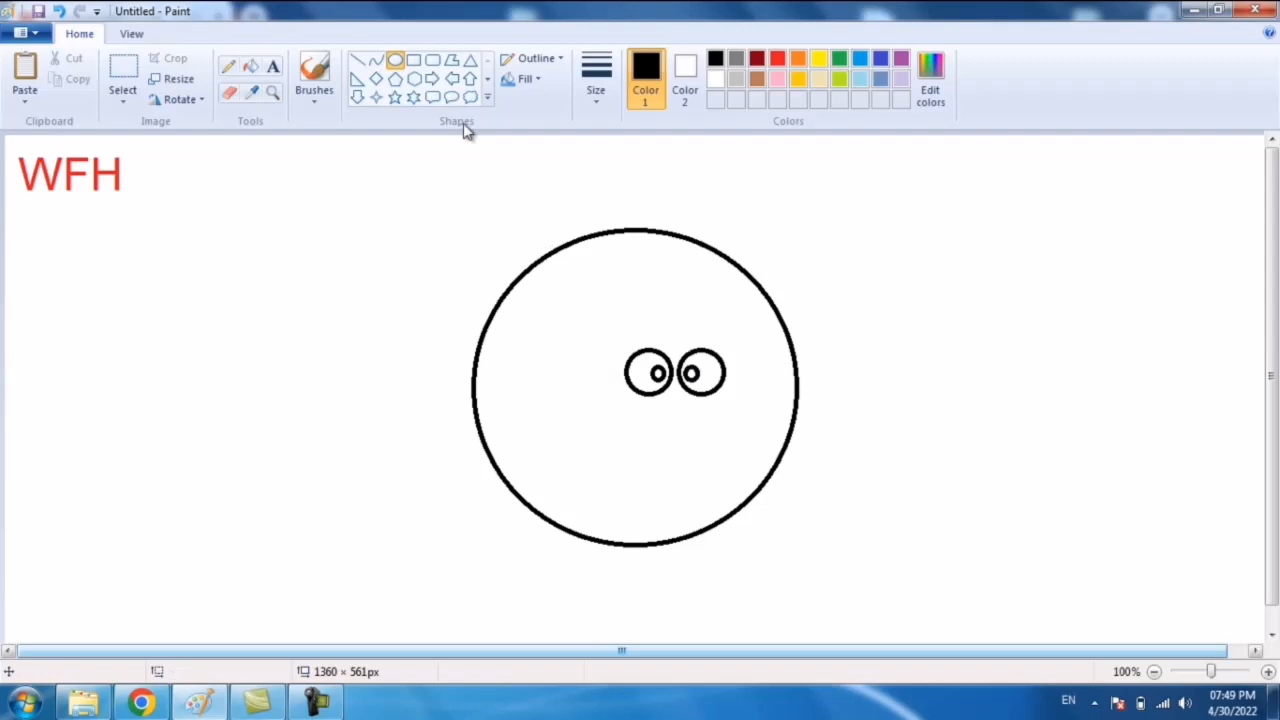 Untitled - Paint
Home
View
Paste
Cut
Copy
Clipboard
Select
Crop
Resize
Rotate
Image
A
Tools
Brushes
Shapes
Outline
Fill
Size
Color 1
Color 2
Edit colors
Colors
WFH
1360 × 561px
100%
EN
07:49 PM
4/30/2022